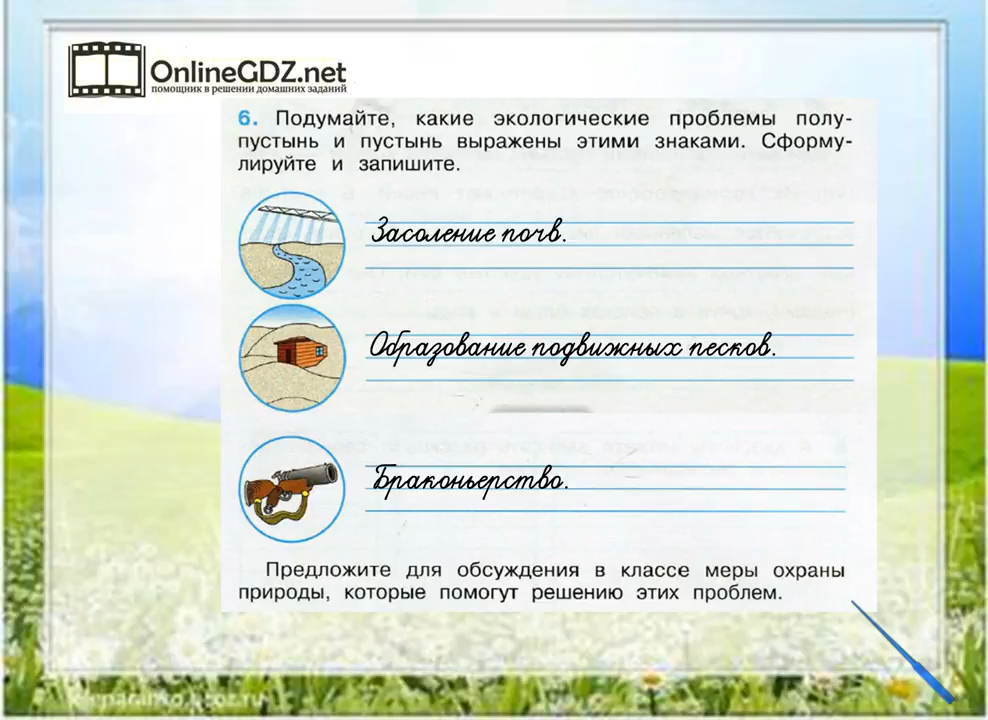 OnlineGDZ.net
помощник в решении домашних заданий
6. Подумайте, какие экологические проблемы полу-
пустынь и пустынь выражены этими знаками. Сформу-
лируйте и запишите.
Засоление почв.
Образование подвижных песков.
Браконьерство.
Предложите для обсуждения в классе меры охраны
природы, которые помогут решению этих проблем.